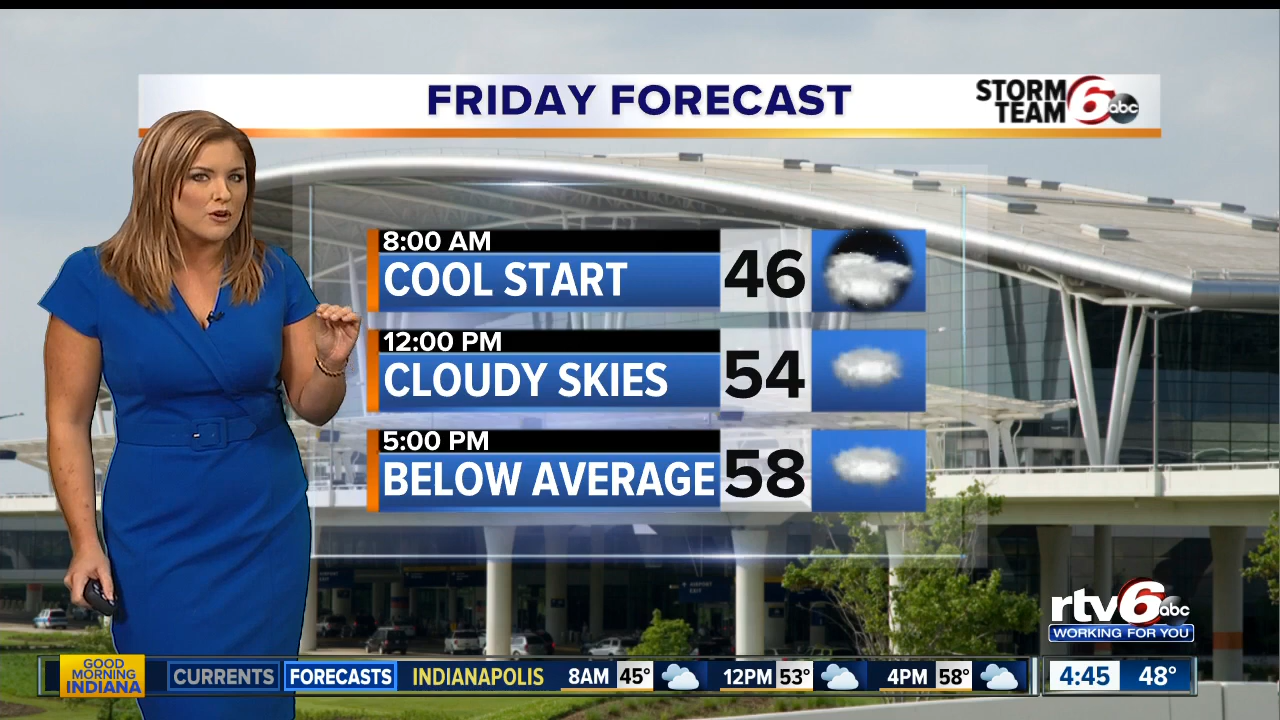 FRIDAY FORECAST
STORM
TEAM 6 abc
8:00 AM
COOL START 46
12:00 PM
CLOUDY SKIES 54
5:00 PM
BELOW AVERAGE 58
rtv6 abc
WORKING FOR YOU
GOOD
MORNING
INDIANA
CURRENTS FORECASTS INDIANAPOLIS 8AM 45° 12PM 53° 4PM 58° 4:45 48°